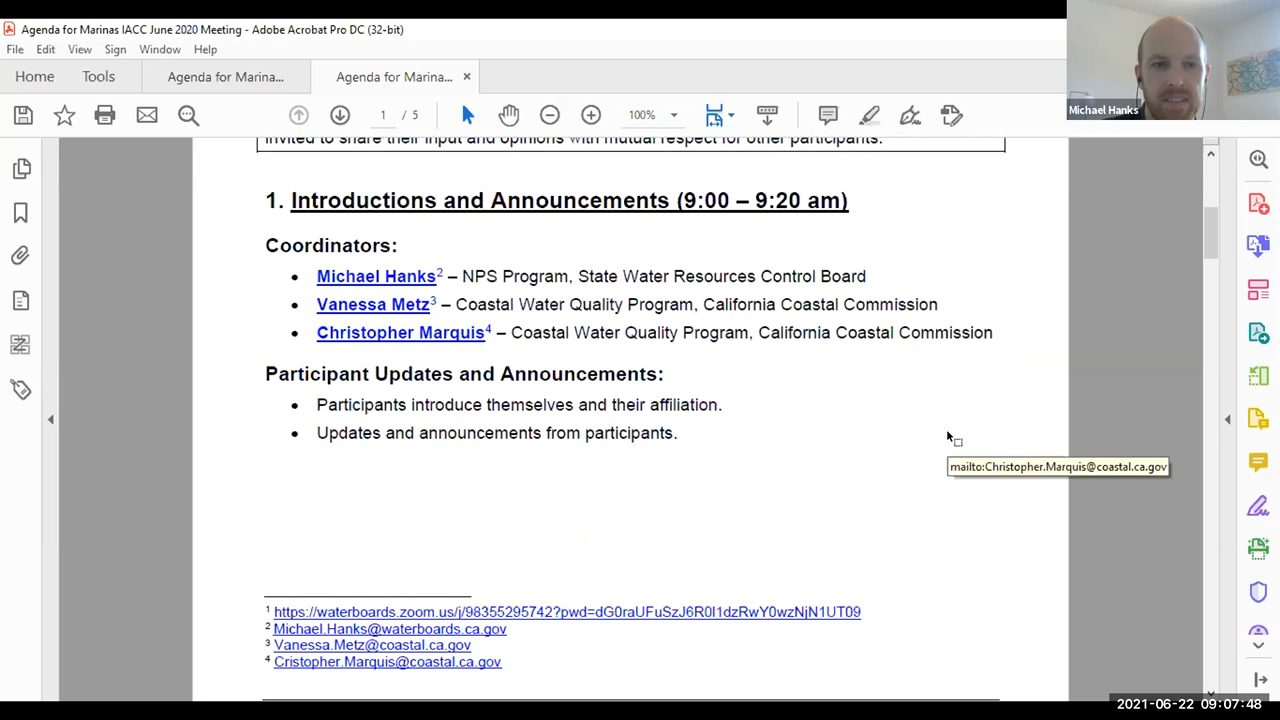 Agenda for Marinas IACC June 2020 Meeting - Adobe Acrobat Pro DC (32-bit)
File Edit View Sign Window Help
Home Tools Agenda for Marina... Agenda for Marina... ×
1 / 5 100%
Michael Hanks
invited to share their input and opinions with mutual respect for other participants.
1. Introductions and Announcements (9:00 – 9:20 am)
Coordinators:
• Michael Hanks2 – NPS Program, State Water Resources Control Board
• Vanessa Metz3 – Coastal Water Quality Program, California Coastal Commission
• Christopher Marquis4 – Coastal Water Quality Program, California Coastal Commission
Participant Updates and Announcements:
• Participants introduce themselves and their affiliation.
• Updates and announcements from participants.
mailto:Christopher.Marquis@coastal.ca.gov
1 https://waterboards.zoom.us/j/98355295742?pwd=dG0raUFuSzJ6R0l1dzRwY0wzNjN1UT09
2 Michael.Hanks@waterboards.ca.gov
3 Vanessa.Metz@coastal.ca.gov
4 Cristopher.Marquis@coastal.ca.gov
2021-06-22 09:07:48